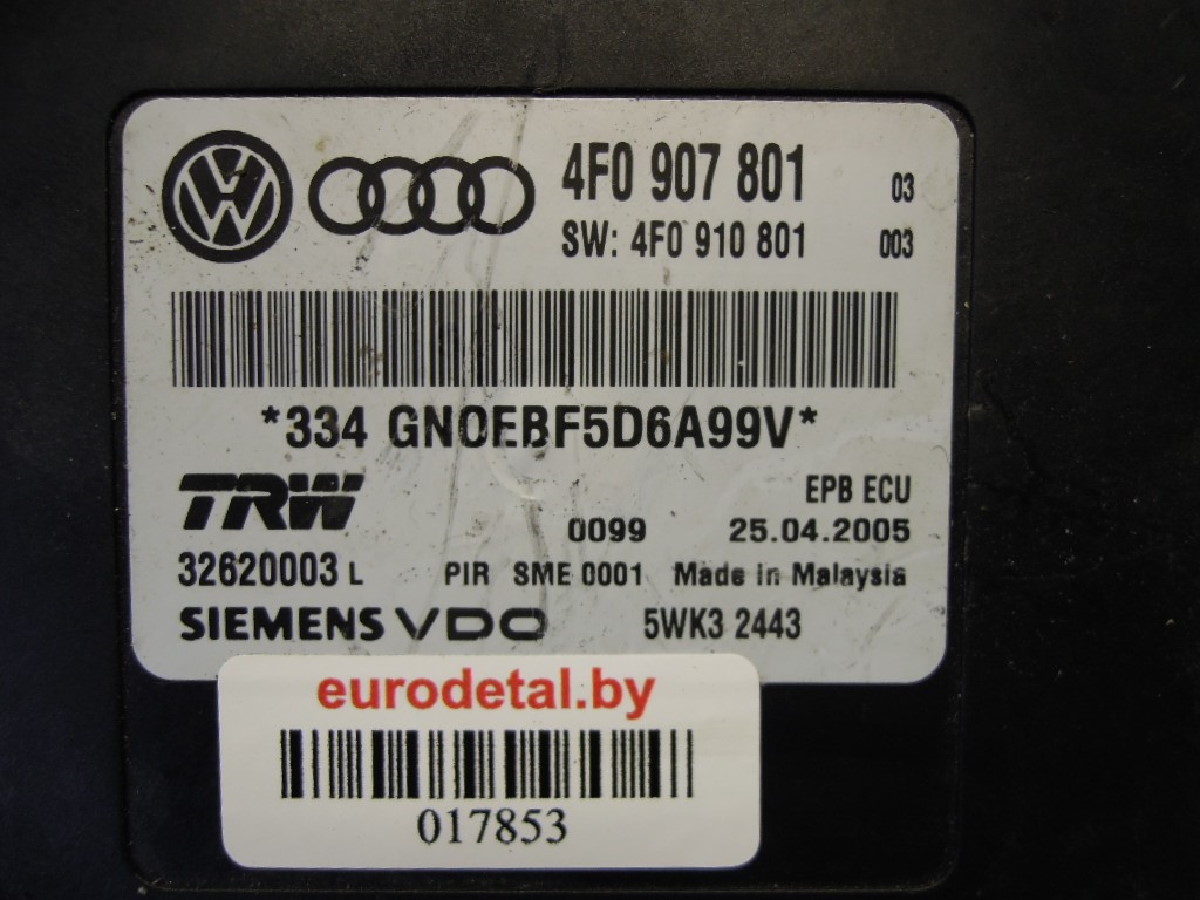 4F0 907 801 03
SW: 4F0 910 801 003
*334 GN0EBF5D6A99V*
TRW EPB ECU
0099 25.04.2005
32620003 L PIR SME 0001 Made in Malaysia
SIEMENS VDO 5WK3 2443
eurodetal.by
017853